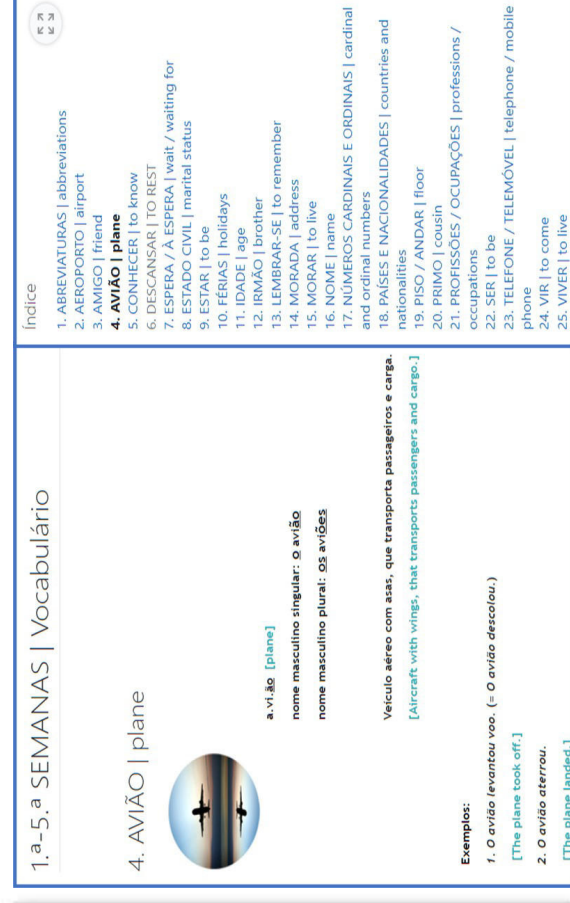 1.ª-5.ª SEMANAS | Vocabulário
4. AVIÃO | plane
a.vi.ão [plane]
nome masculino singular: o avião
nome masculino plural: os aviões
Veículo aéreo com asas, que transporta passageiros e carga.
[Aircraft with wings, that transports passengers and cargo.]
Exemplos:
1. O avião levantou voo. (= O avião descolou.)
[The plane took off.]
2. O avião aterrou.
[The plane landed.]
Índice
1. ABREVIATURAS | abbreviations
2. AEROPORTO | airport
3. AMIGO | friend
4. AVIÃO | plane
5. CONHECER | to know
6. DESCANSAR | TO REST
7. ESPERA / À ESPERA | wait / waiting for
8. ESTADO CIVIL | marital status
9. ESTAR | to be
10. FÉRIAS | holidays
11. IDADE | age
12. IRMÃO | brother
13. LEMBRAR-SE | to remember
14. MORADA | address
15. MORAR | to live
16. NOME | name
17. NÚMEROS CARDINAIS E ORDINAIS | cardinal
and ordinal numbers
18. PAÍSES E NACIONALIDADES | countries and
nationalities
19. PISO / ANDAR | floor
20. PRIMO | cousin
21. PROFISSÕES / OCUPAÇÕES | professions /
occupations
22. SER | to be
23. TELEFONE / TELEMÓVEL | telephone / mobile
phone
24. VIR | to come
25. VIVER | to live